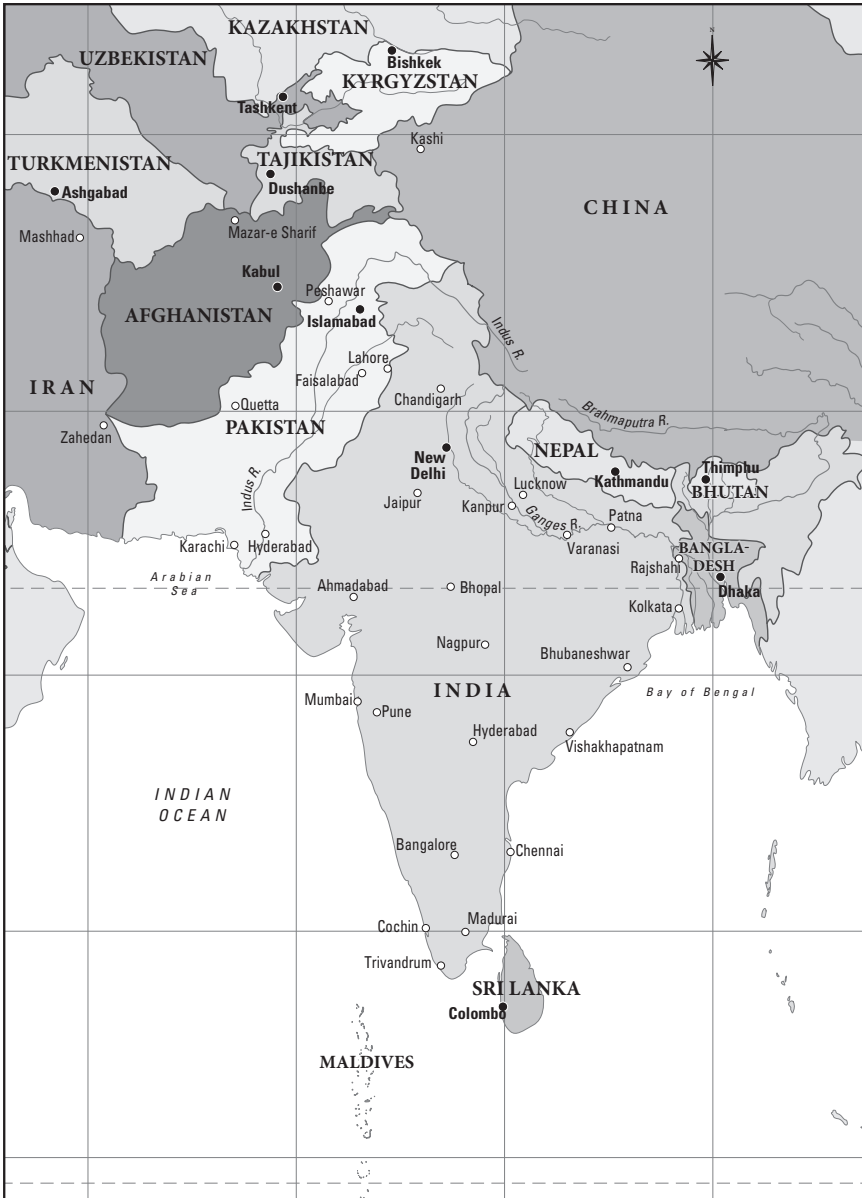 KAZAKHSTAN
N
UZBEKISTAN
Bishkek
KYRGYZSTAN
Tashkent
Kashi
TURKMENISTAN
TAJIKISTAN
Ashgabad
Dushanbe
CHINA
Mashhad
Mazar-e Sharif
Kabul
Peshawar
AFGHANISTAN
Islamabad
Indus R.
Lahore
Faisalabad
IRAN
Chandigarh
Quetta
Brahmaputra R.
Zahedan
PAKISTAN
New
Delhi
NEPAL
Thimphu
Kathmandu
BHUTAN
Indus R.
Lucknow
Jaipur
Kanpur
Ganges R.
Patna
Karachi
Hyderabad
Varanasi
BANGLA-
DESH
Rajshahi
Arabian
Sea
Ahmadabad
Bhopal
Dhaka
Kolkata
Nagpur
Bhubaneshwar
INDIA
Bay of Bengal
Mumbai
Pune
Hyderabad
Vishakhapatnam
INDIAN
OCEAN
Bangalore
Chennai
Cochin
Madurai
Trivandrum
SRI LANKA
Colombo
MALDIVES